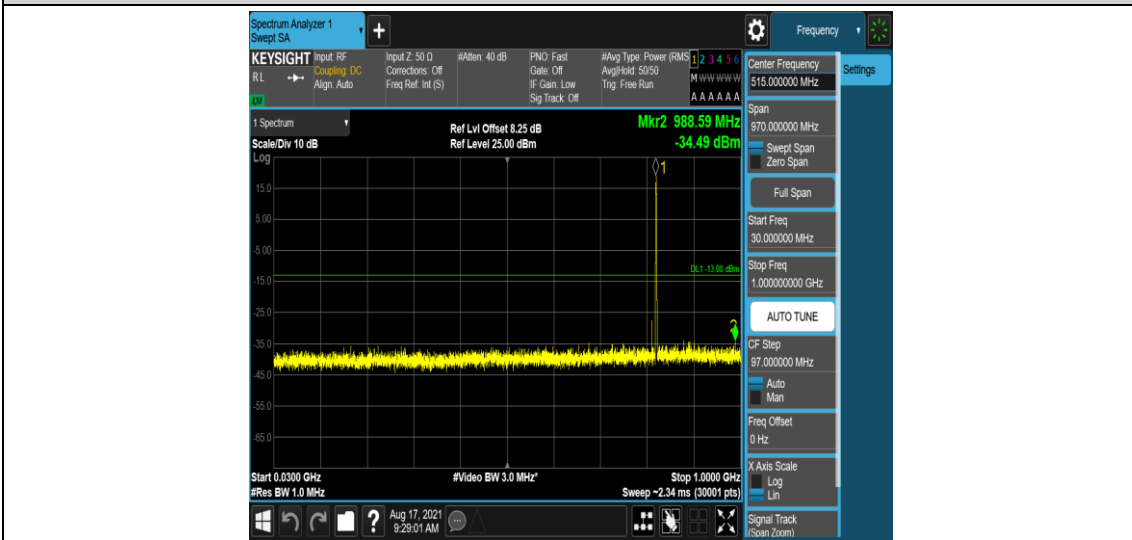 Spectrum Analyzer 1
Swept SA
+
Frequency
KEYSIGHT
RL
LXI
Input: RF
Coupling: DC
Align: Auto
Input Z: 50 Ω
Corrections: Off
Freq Ref: Int (S)
#Atten: 40 dB
PNO: Fast
Gate: Off
IF Gain: Low
Sig Track: Off
#Avg Type: Power (RMS
Avg|Hold: 50/50
Trig: Free Run
1 2 3 4 5 6
M W W W W W
A A A A A A
Center Frequency
515.000000 MHz
Settings
Span
970.000000 MHz
Swept Span
Zero Span
Full Span
Start Freq
30.000000 MHz
Stop Freq
1.000000000 GHz
AUTO TUNE
CF Step
97.000000 MHz
Auto
Man
Freq Offset
0 Hz
X Axis Scale
Log
Lin
Signal Track
(Span Zoom)
1 Spectrum
Scale/Div 10 dB
Log
Ref Lvl Offset 8.25 dB
Ref Level 25.00 dBm
Mkr2 988.59 MHz
-34.49 dBm
1
15.0
5.00
-5.00
DL1 -13.00 dBm
-15.0
-25.0
2
-35.0
-45.0
-55.0
-65.0
Start 0.0300 GHz
#Res BW 1.0 MHz
#Video BW 3.0 MHz*
Stop 1.0000 GHz
Sweep ~2.34 ms (30001 pts)
?
Aug 17, 2021
9:29:01 AM